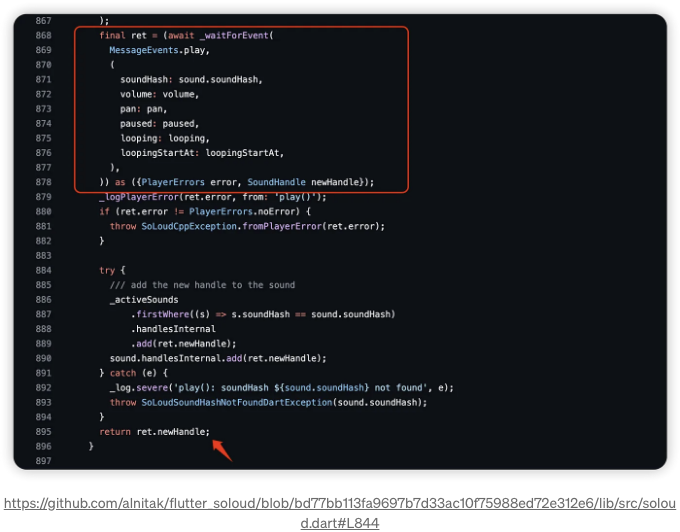 867 );
868 final ret = (await _waitForEvent(
869 MessageEvents.play,
870 (
871 soundHash: sound.soundHash,
872 volume: volume,
873 pan: pan,
874 paused: paused,
875 looping: looping,
876 loopingStartAt: loopingStartAt,
877 ),
878 )) as ({PlayerErrors error, SoundHandle newHandle});
879 _logPlayerError(ret.error, from: 'play()');
880 if (ret.error != PlayerErrors.noError) {
881 throw SoLoudCppException.fromPlayerError(ret.error);
882 }
883
884 try {
885 /// add the new handle to the sound
886 _activeSounds
887 .firstWhere((s) => s.soundHash == sound.soundHash)
888 .handlesInternal
889 .add(ret.newHandle);
890 sound.handlesInternal.add(ret.newHandle);
891 } catch (e) {
892 _log.severe('play(): soundHash ${sound.soundHash} not found', e);
893 throw SoLoudSoundHashNotFoundDartException(sound.soundHash);
894 }
895 return ret.newHandle;
896 }
897
https://github.com/alnitak/flutter_soloud/blob/bd77bb113fa9697b7d33ac10f75988ed72e312e6/lib/src/solou
d.dart#L844